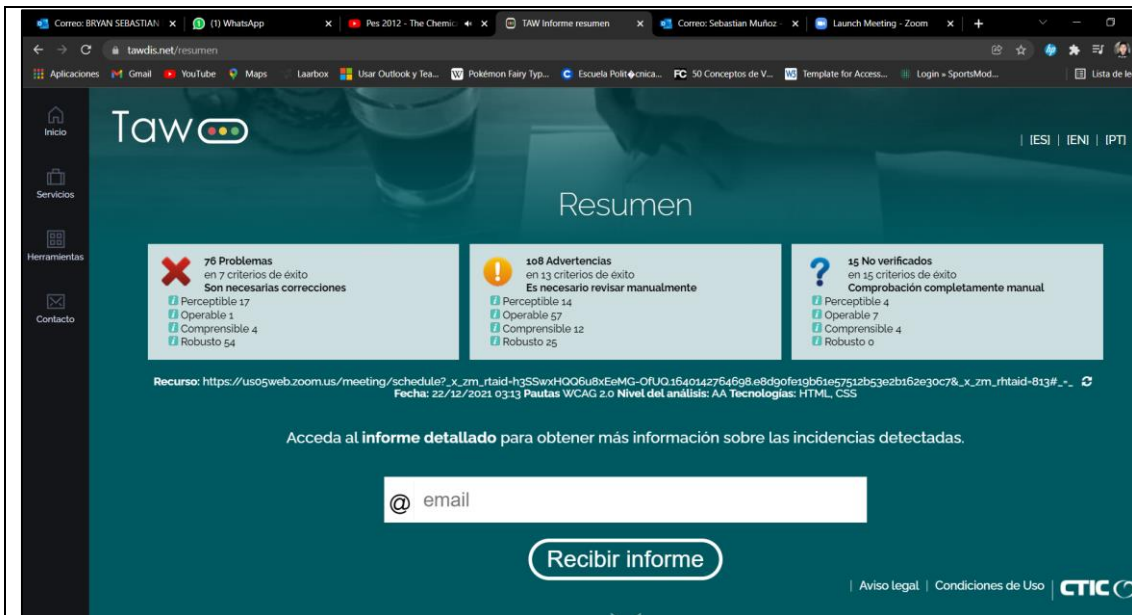 Correo: BRYAN SEBASTIAN
(1) WhatsApp
Pes 2012 - The Chemic
TAW Informe resumen
Correo: Sebastian Muñoz -
Launch Meeting - Zoom
tawdis.net/resumen
Aplicaciones
Gmail
YouTube
Maps
Laarbox
Usar Outlook y Tea...
Pokémon Fairy Typ...
Escuela Polit�cnica...
50 Conceptos de V...
Template for Access...
Login » SportsMod...
Lista de le
Inicio
Servicios
Herramientas
Contacto
Taw
| [ES] | [EN] | [PT]
Resumen
76 Problemas
en 7 criterios de éxito
Son necesarias correcciones
Perceptible 17
Operable 1
Comprensible 4
Robusto 54
108 Advertencias
en 13 criterios de éxito
Es necesario revisar manualmente
Perceptible 14
Operable 57
Comprensible 12
Robusto 25
15 No verificados
en 15 criterios de éxito
Comprobación completamente manual
Perceptible 4
Operable 7
Comprensible 4
Robusto 0
Recurso: https://us05web.zoom.us/meeting/schedule?_x_zm_rtaid=h3SSwxHQQ6u8xEeMG-OfUQ.1640142764698.e8d90fe19b61e57512b53e2b162e30c7&_x_zm_rhtaid=813#_=_
Fecha: 22/12/2021 03:13 Pautas WCAG 2.0 Nivel del análisis: AA Tecnologías: HTML, CSS
Acceda al informe detallado para obtener más información sobre las incidencias detectadas.
@ email
Recibir informe
| Aviso legal | Condiciones de Uso | CTIC